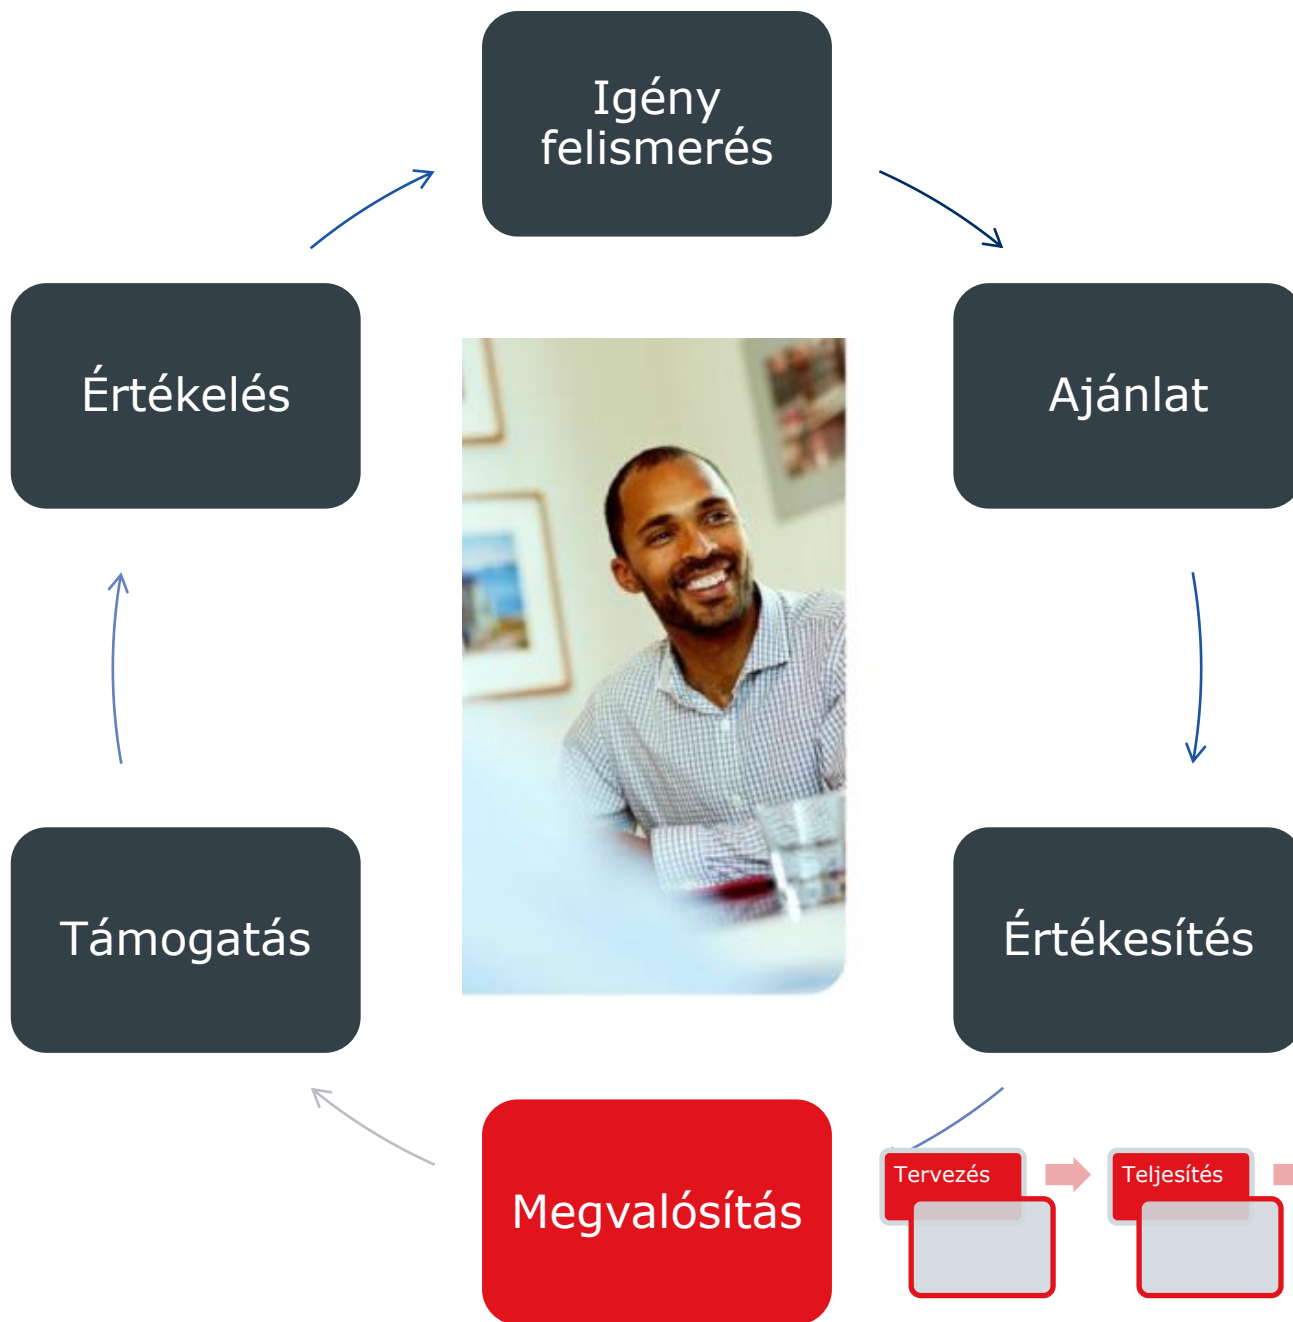 Igény
felismerés
Értékelés
Ajánlat
Támogatás
Értékesítés
Megvalósítás
Tervezés
Teljesítés